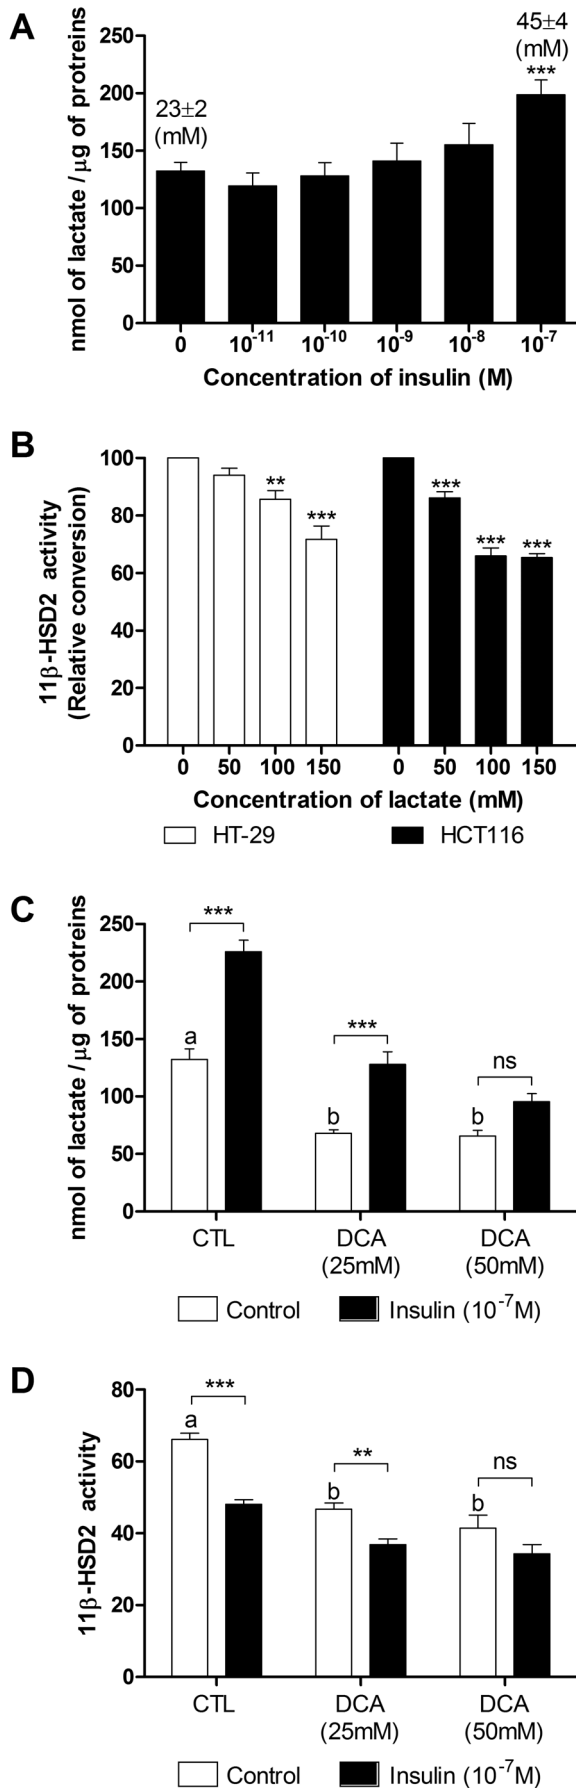 A
nmol of lactate / μg of protreins
250
200
150
100
50
0
23±2
(mM)
45±4
(mM)
***
0 10-11 10-10 10-9 10-8 10-7
Concentration of insulin (M)
B
11β-HSD2 activity
(Relative conversion)
100
80
60
40
20
0
** *** *** *** ***
0 50 100 150 0 50 100 150
Concentration of lactate (mM)
HT-29 HCT116
C
nmol of lactate / μg of protreins
250
200
150
100
50
0
***
a
***
b
ns
b
CTL DCA DCA
(25mM) (50mM)
Control Insulin (10-7M)
D
11β-HSD2 activity
80
60
40
20
0
***
a
**
b
ns
b
CTL DCA DCA
(25mM) (50mM)
Control Insulin (10-7M)